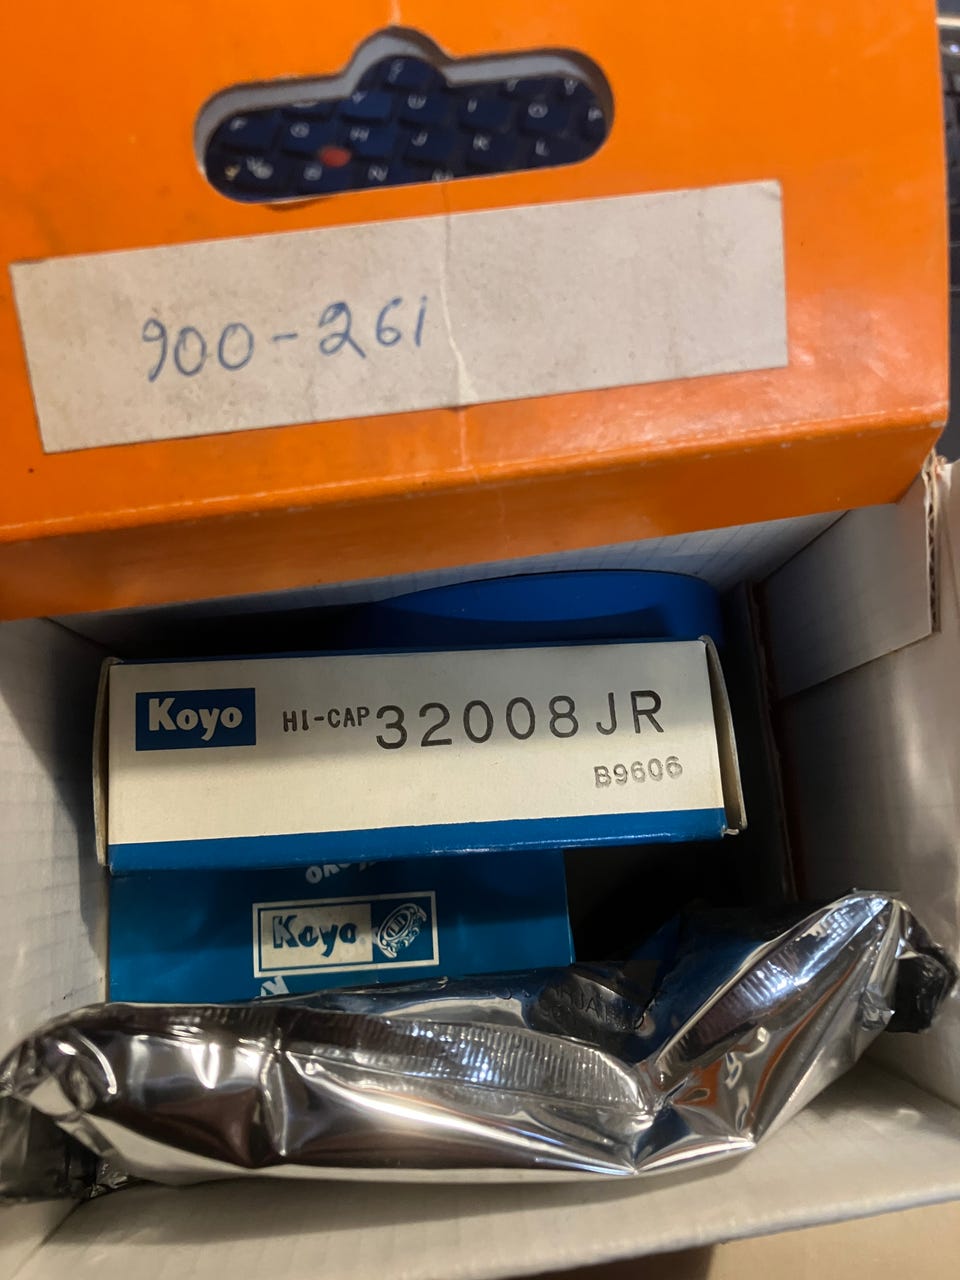 900-261
Koyo HI-CAP 32008JR
B9606
Koyo